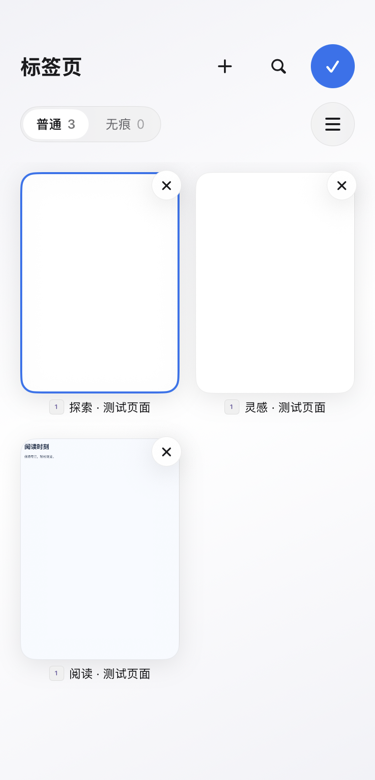 标签页
普通 3 无痕 0
1 探索 · 测试页面
1 灵感 · 测试页面
阅读时刻
1 阅读 · 测试页面